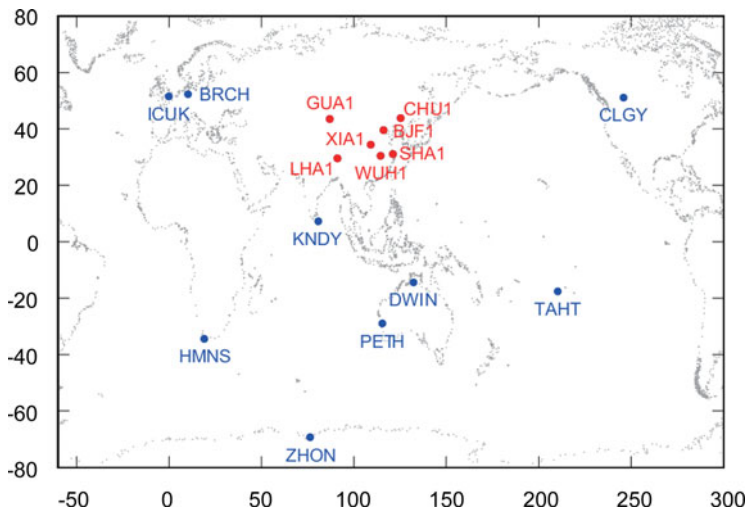 80
60
40
20
0
-20
-40
-60
-80
BRCH
ICUK
GUA1
CHU1
CLGY
XIA1
BJF1
LHA1
SHA1
WUH1
KNDY
DWIN
TAHT
PETH
HMNS
ZHON
-50 0 50 100 150 200 250 300